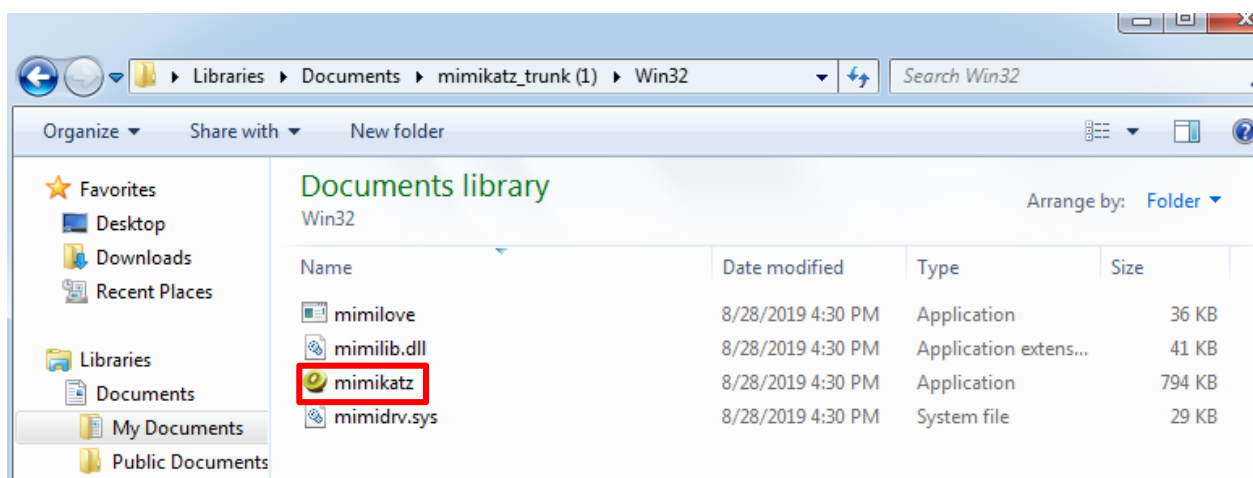 Libraries ▸ Documents ▸ mimikatz_trunk (1) ▸ Win32
Search Win32
Organize
Share with
New folder
Favorites
Desktop
Downloads
Recent Places
Libraries
Documents
My Documents
Public Documents
Documents library
Win32
Arrange by: Folder
Name Date modified Type Size
mimilove 8/28/2019 4:30 PM Application 36 KB
mimilib.dll 8/28/2019 4:30 PM Application extens... 41 KB
mimikatz 8/28/2019 4:30 PM Application 794 KB
mimidrv.sys 8/28/2019 4:30 PM System file 29 KB